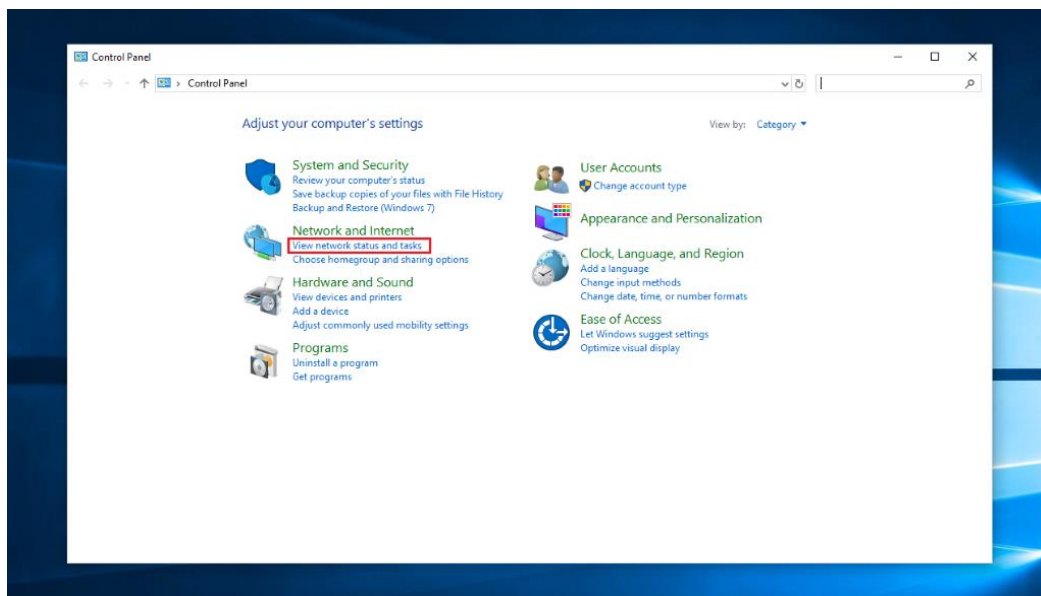 Control Panel
Control Panel
Adjust your computer's settings
View by: Category
System and Security
Review your computer's status
Save backup copies of your files with File History
Backup and Restore (Windows 7)
Network and Internet
View network status and tasks
Choose homegroup and sharing options
Hardware and Sound
View devices and printers
Add a device
Adjust commonly used mobility settings
Programs
Uninstall a program
Get programs
User Accounts
Change account type
Appearance and Personalization
Clock, Language, and Region
Add a language
Change input methods
Change date, time, or number formats
Ease of Access
Let Windows suggest settings
Optimize visual display